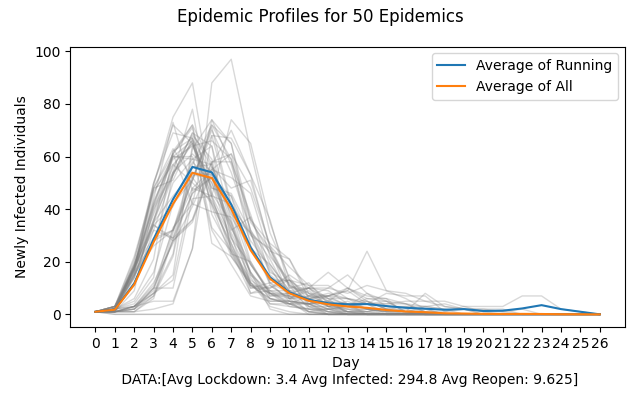 Epidemic Profiles for 50 Epidemics
100
80
60
40
20
0
Newly Infected Individuals
Average of Running
Average of All
0 1 2 3 4 5 6 7 8 9 10 11 12 13 14 15 16 17 18 19 20 21 22 23 24 25 26
Day
DATA:[Avg Lockdown: 3.4 Avg Infected: 294.8 Avg Reopen: 9.625]